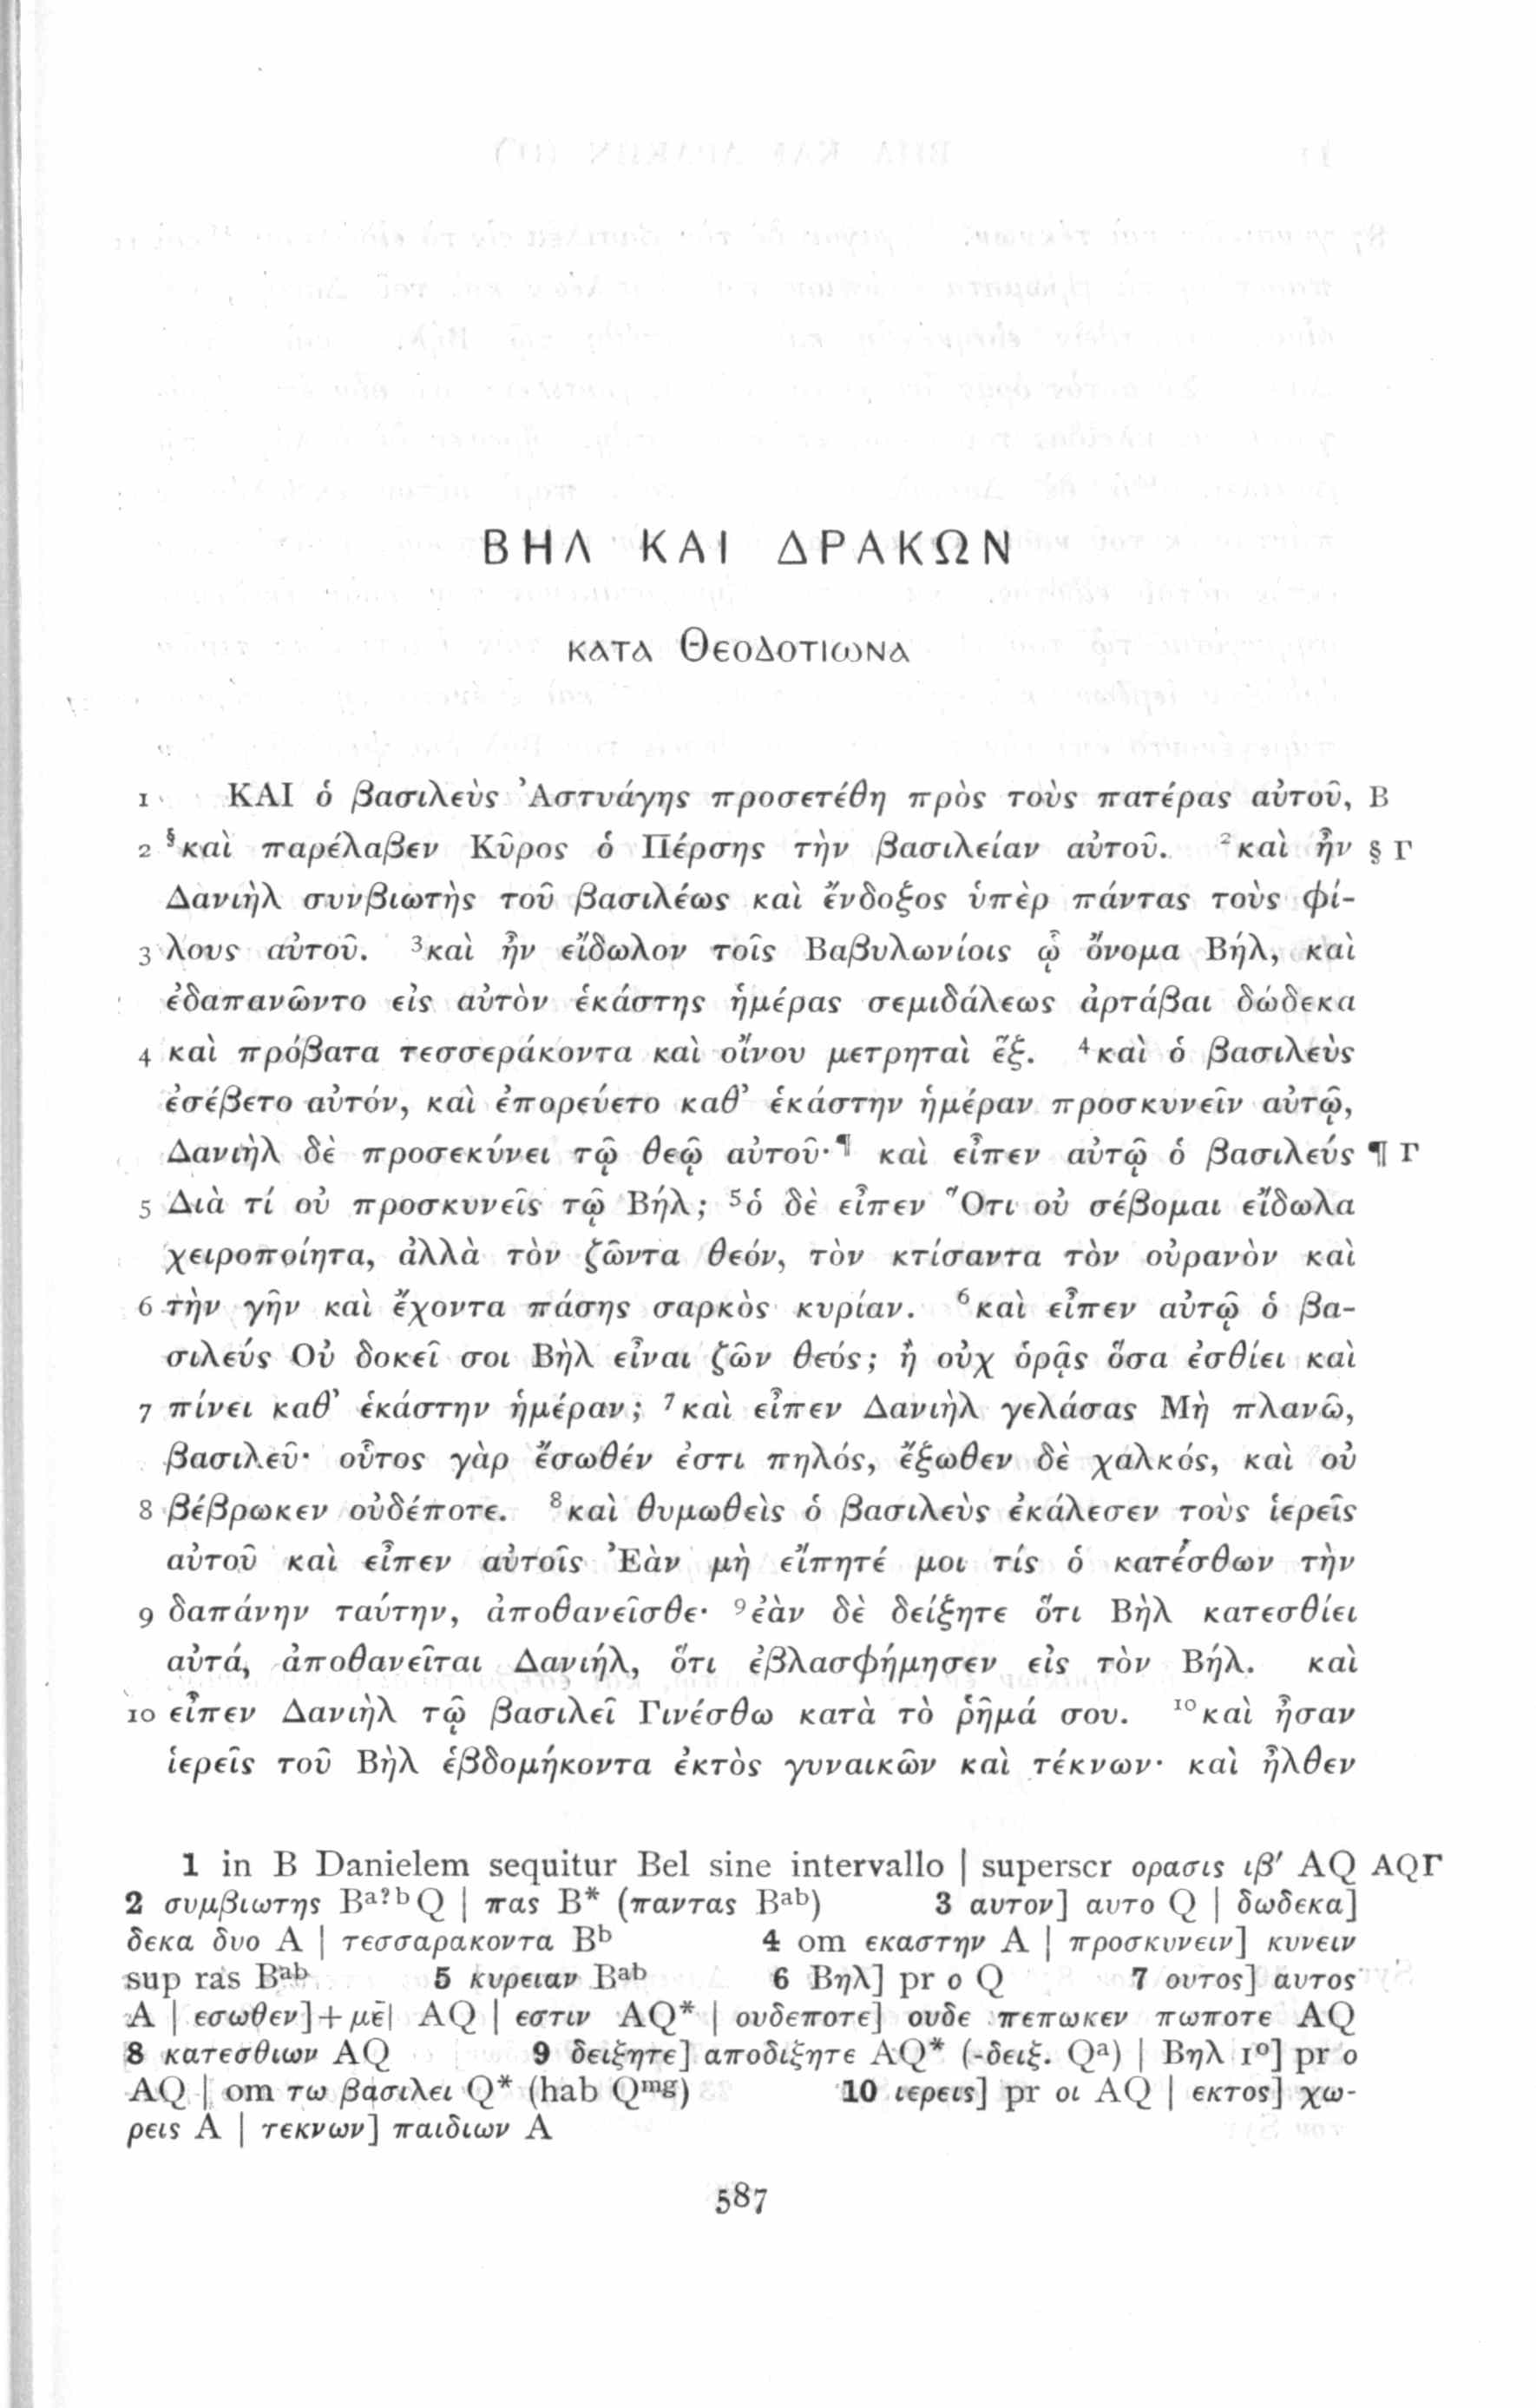 ΒΗΛ ΚΑΙ ΔΡΑΚΩΝ
κατα Θεοδοτιωνα
1 ΚΑΙ ὁ βασιλεὺς Ἀστυάγης προσετέθη πρὸς τοὺς πατέρας αὐτοῦ, B
2 §καὶ παρέλαβεν Κῦρος ὁ Πέρσης τὴν βασιλείαν αὐτοῦ. ²καὶ ἦν § Γ
Δανιὴλ συνβιωτὴς τοῦ βασιλέως καὶ ἔνδοξος ὑπὲρ πάντας τοὺς φί-
3 λους αὐτοῦ. ³καὶ ἦν εἴδωλον τοῖς Βαβυλωνίοις ᾧ ὄνομα Βήλ, καὶ
ἐδαπανῶντο εἰς αὐτὸν ἑκάστης ἡμέρας σεμιδάλεως ἀρτάβαι δώδεκα
4 καὶ πρόβατα τεσσεράκοντα καὶ οἴνου μετρηταὶ ἕξ. ⁴καὶ ὁ βασιλεὺς
ἐσέβετο αὐτόν, καὶ ἐπορεύετο καθ᾽ ἑκάστην ἡμέραν προσκυνεῖν αὐτῷ,
Δανιὴλ δὲ προσεκύνει τῷ θεῷ αὐτοῦ·¶ καὶ εἶπεν αὐτῷ ὁ βασιλεύς ¶ Γ
5 Διὰ τί οὐ προσκυνεῖς τῷ Βήλ; ⁵ὁ δὲ εἶπεν Ὅτι οὐ σέβομαι εἴδωλα
χειροποίητα, ἀλλὰ τὸν ζῶντα θεόν, τὸν κτίσαντα τὸν οὐρανὸν καὶ
6 τὴν γῆν καὶ ἔχοντα πάσης σαρκὸς κυρίαν. ⁶καὶ εἶπεν αὐτῷ ὁ βα-
σιλεύς Οὐ δοκεῖ σοι Βὴλ εἶναι ζῶν θεός; ἢ οὐχ ὁρᾷς ὅσα ἐσθίει καὶ
7 πίνει καθ᾽ ἑκάστην ἡμέραν; ⁷καὶ εἶπεν Δανιὴλ γελάσας Μὴ πλανῶ,
βασιλεῦ· οὗτος γὰρ ἔσωθέν ἐστι πηλός, ἔξωθεν δὲ χαλκός, καὶ οὐ
8 βέβρωκεν οὐδέποτε. ⁸καὶ θυμωθεὶς ὁ βασιλεὺς ἐκάλεσεν τοὺς ἱερεῖς
αὐτοῦ καὶ εἶπεν αὐτοῖς Ἐὰν μὴ εἴπητέ μοι τίς ὁ κατέσθων τὴν
9 δαπάνην ταύτην, ἀποθανεῖσθε· ⁹ἐὰν δὲ δείξητε ὅτι Βὴλ κατεσθίει
αὐτά, ἀποθανεῖται Δανιήλ, ὅτι ἐβλασφήμησεν εἰς τὸν Βήλ. καὶ
10 εἶπεν Δανιὴλ τῷ βασιλεῖ Γινέσθω κατὰ τὸ ῥῆμά σου. ¹⁰καὶ ἦσαν
ἱερεῖς τοῦ Βὴλ ἑβδομήκοντα ἐκτὸς γυναικῶν καὶ τέκνων· καὶ ἦλθεν
1 in B Danielem sequitur Bel sine intervallo | superscr ορασις ιβ′ AQ AQΓ
2 συμβιωτης Bᵃ?ᵇQ | πας B* (παντας Bᵃᵇ) 3 αυτον] αυτο Q | δωδεκα]
δεκα δυο A | τεσσαρακοντα Bᵇ 4 om εκαστην A | προσκυνειν] κυνειν
sup ras Bᵃᵇ 5 κυρειαν Bᵃᵇ 6 Βηλ] pr ο Q 7 ουτος] αυτος
A | εσωθεν]+με̄| AQ | εστιν AQ* | ουδεποτε] ουδε πεπωκεν πωποτε AQ
8 κατεσθιων AQ 9 δειξητε] αποδιξητε AQ* (-δειξ. Qᵃ) | Βηλ 1°] pr ο
AQ | om τω βασιλει Q* (hab Qᵐᵍ) 10 ιερεις] pr οι AQ | εκτος] χω-
ρεις A | τεκνων] παιδιων A
587